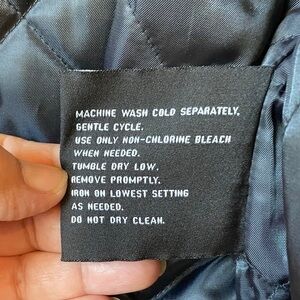 MACHINE WASH COLD SEPARATELY,
GENTLE CYCLE.
USE ONLY NON-CHLORINE BLEACH
WHEN NEEDED.
TUMBLE DRY LOW.
REMOVE PROMPTLY.
IRON ON LOWEST SETTING
AS NEEDED.
DO NOT DRY CLEAN.